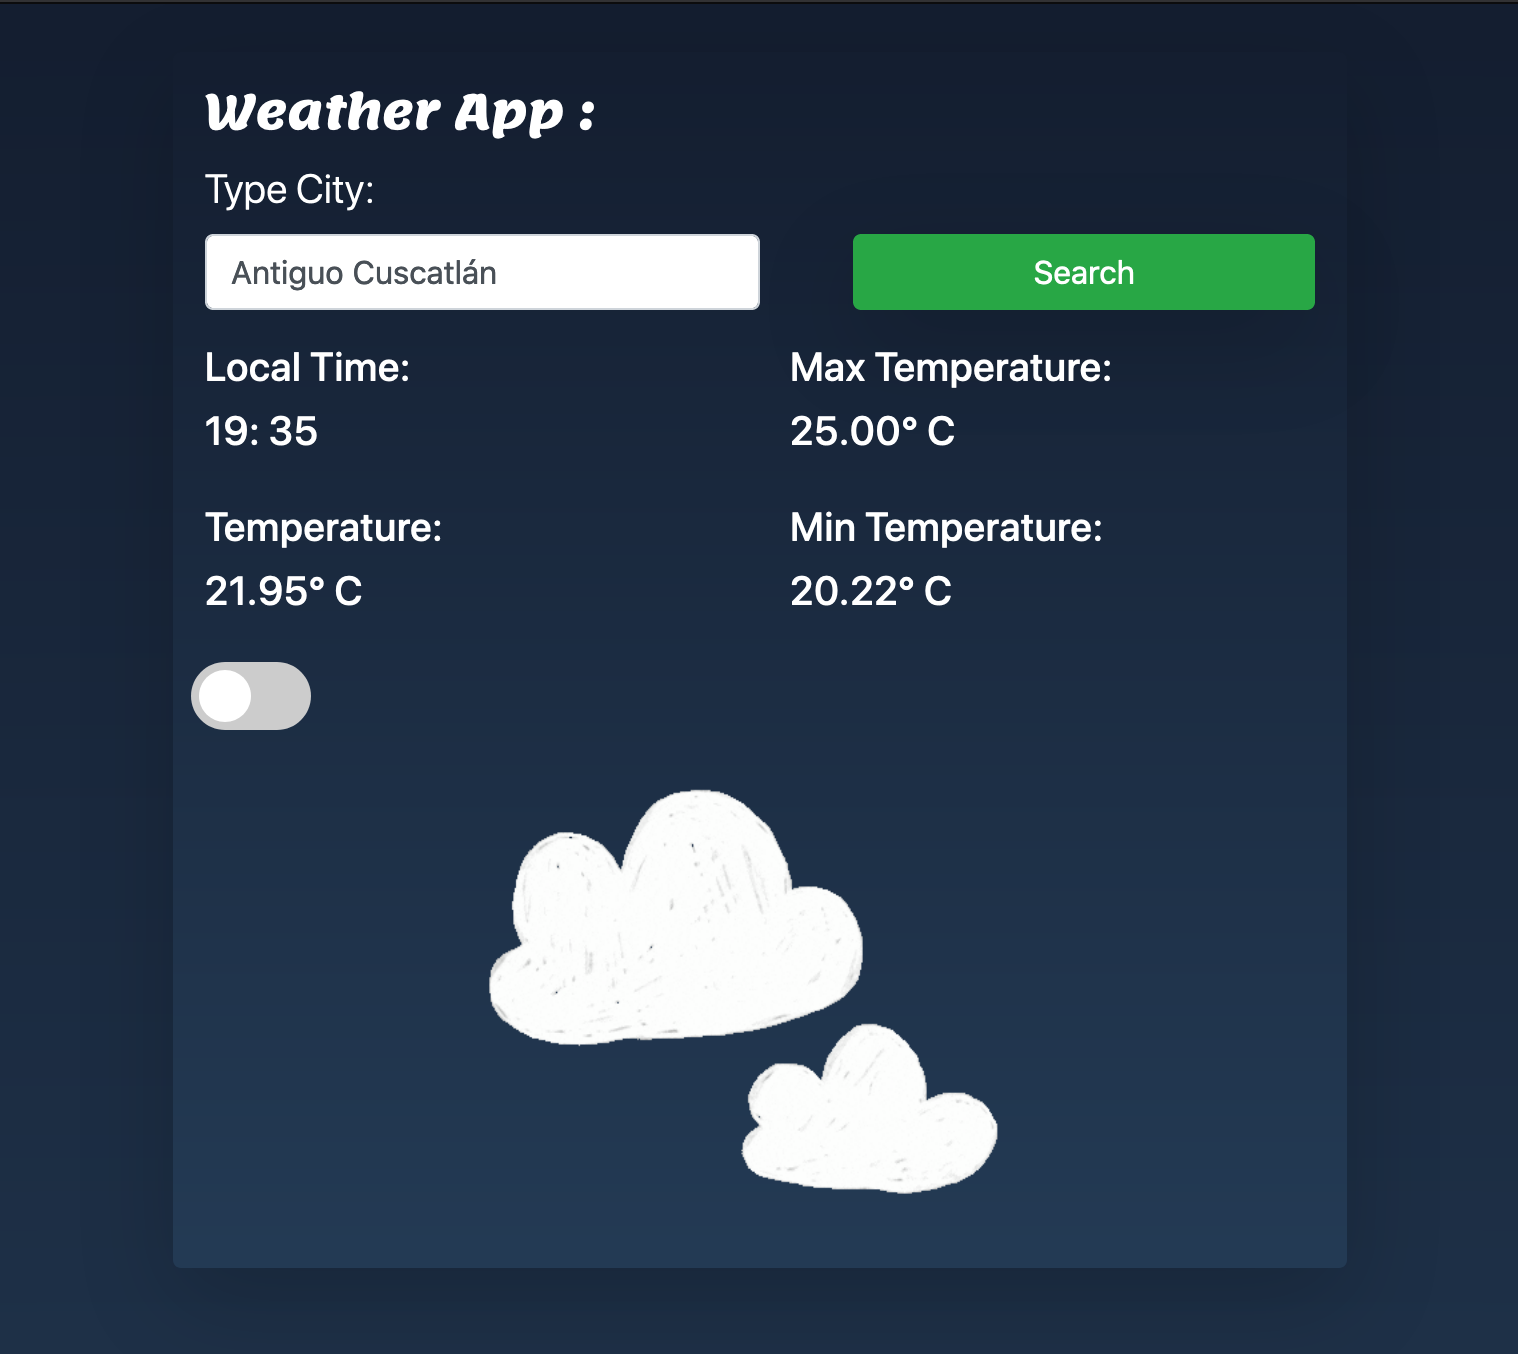 Weather App :
Type City:
Antiguo Cuscatlán
Search
Local Time:
19: 35
Max Temperature:
25.00° C
Temperature:
21.95° C
Min Temperature:
20.22° C